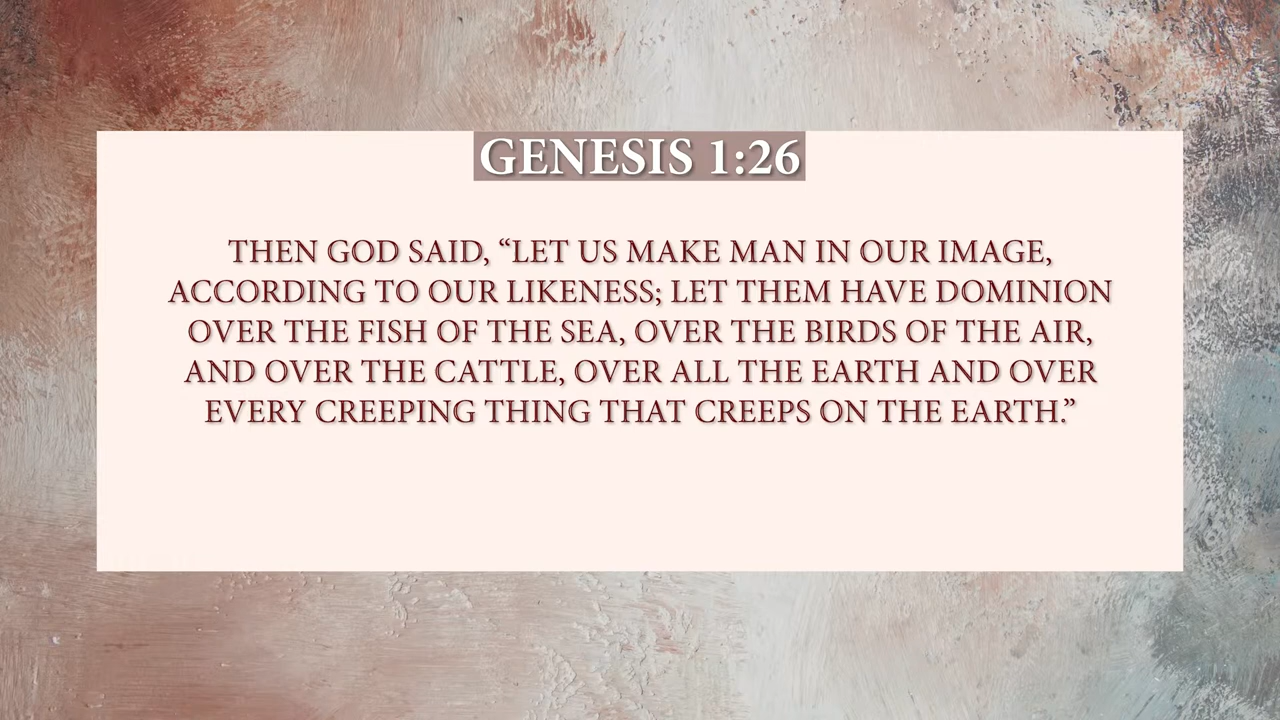 GENESIS 1:26
THEN GOD SAID, “LET US MAKE MAN IN OUR IMAGE,
ACCORDING TO OUR LIKENESS; LET THEM HAVE DOMINION
OVER THE FISH OF THE SEA, OVER THE BIRDS OF THE AIR,
AND OVER THE CATTLE, OVER ALL THE EARTH AND OVER
EVERY CREEPING THING THAT CREEPS ON THE EARTH.”